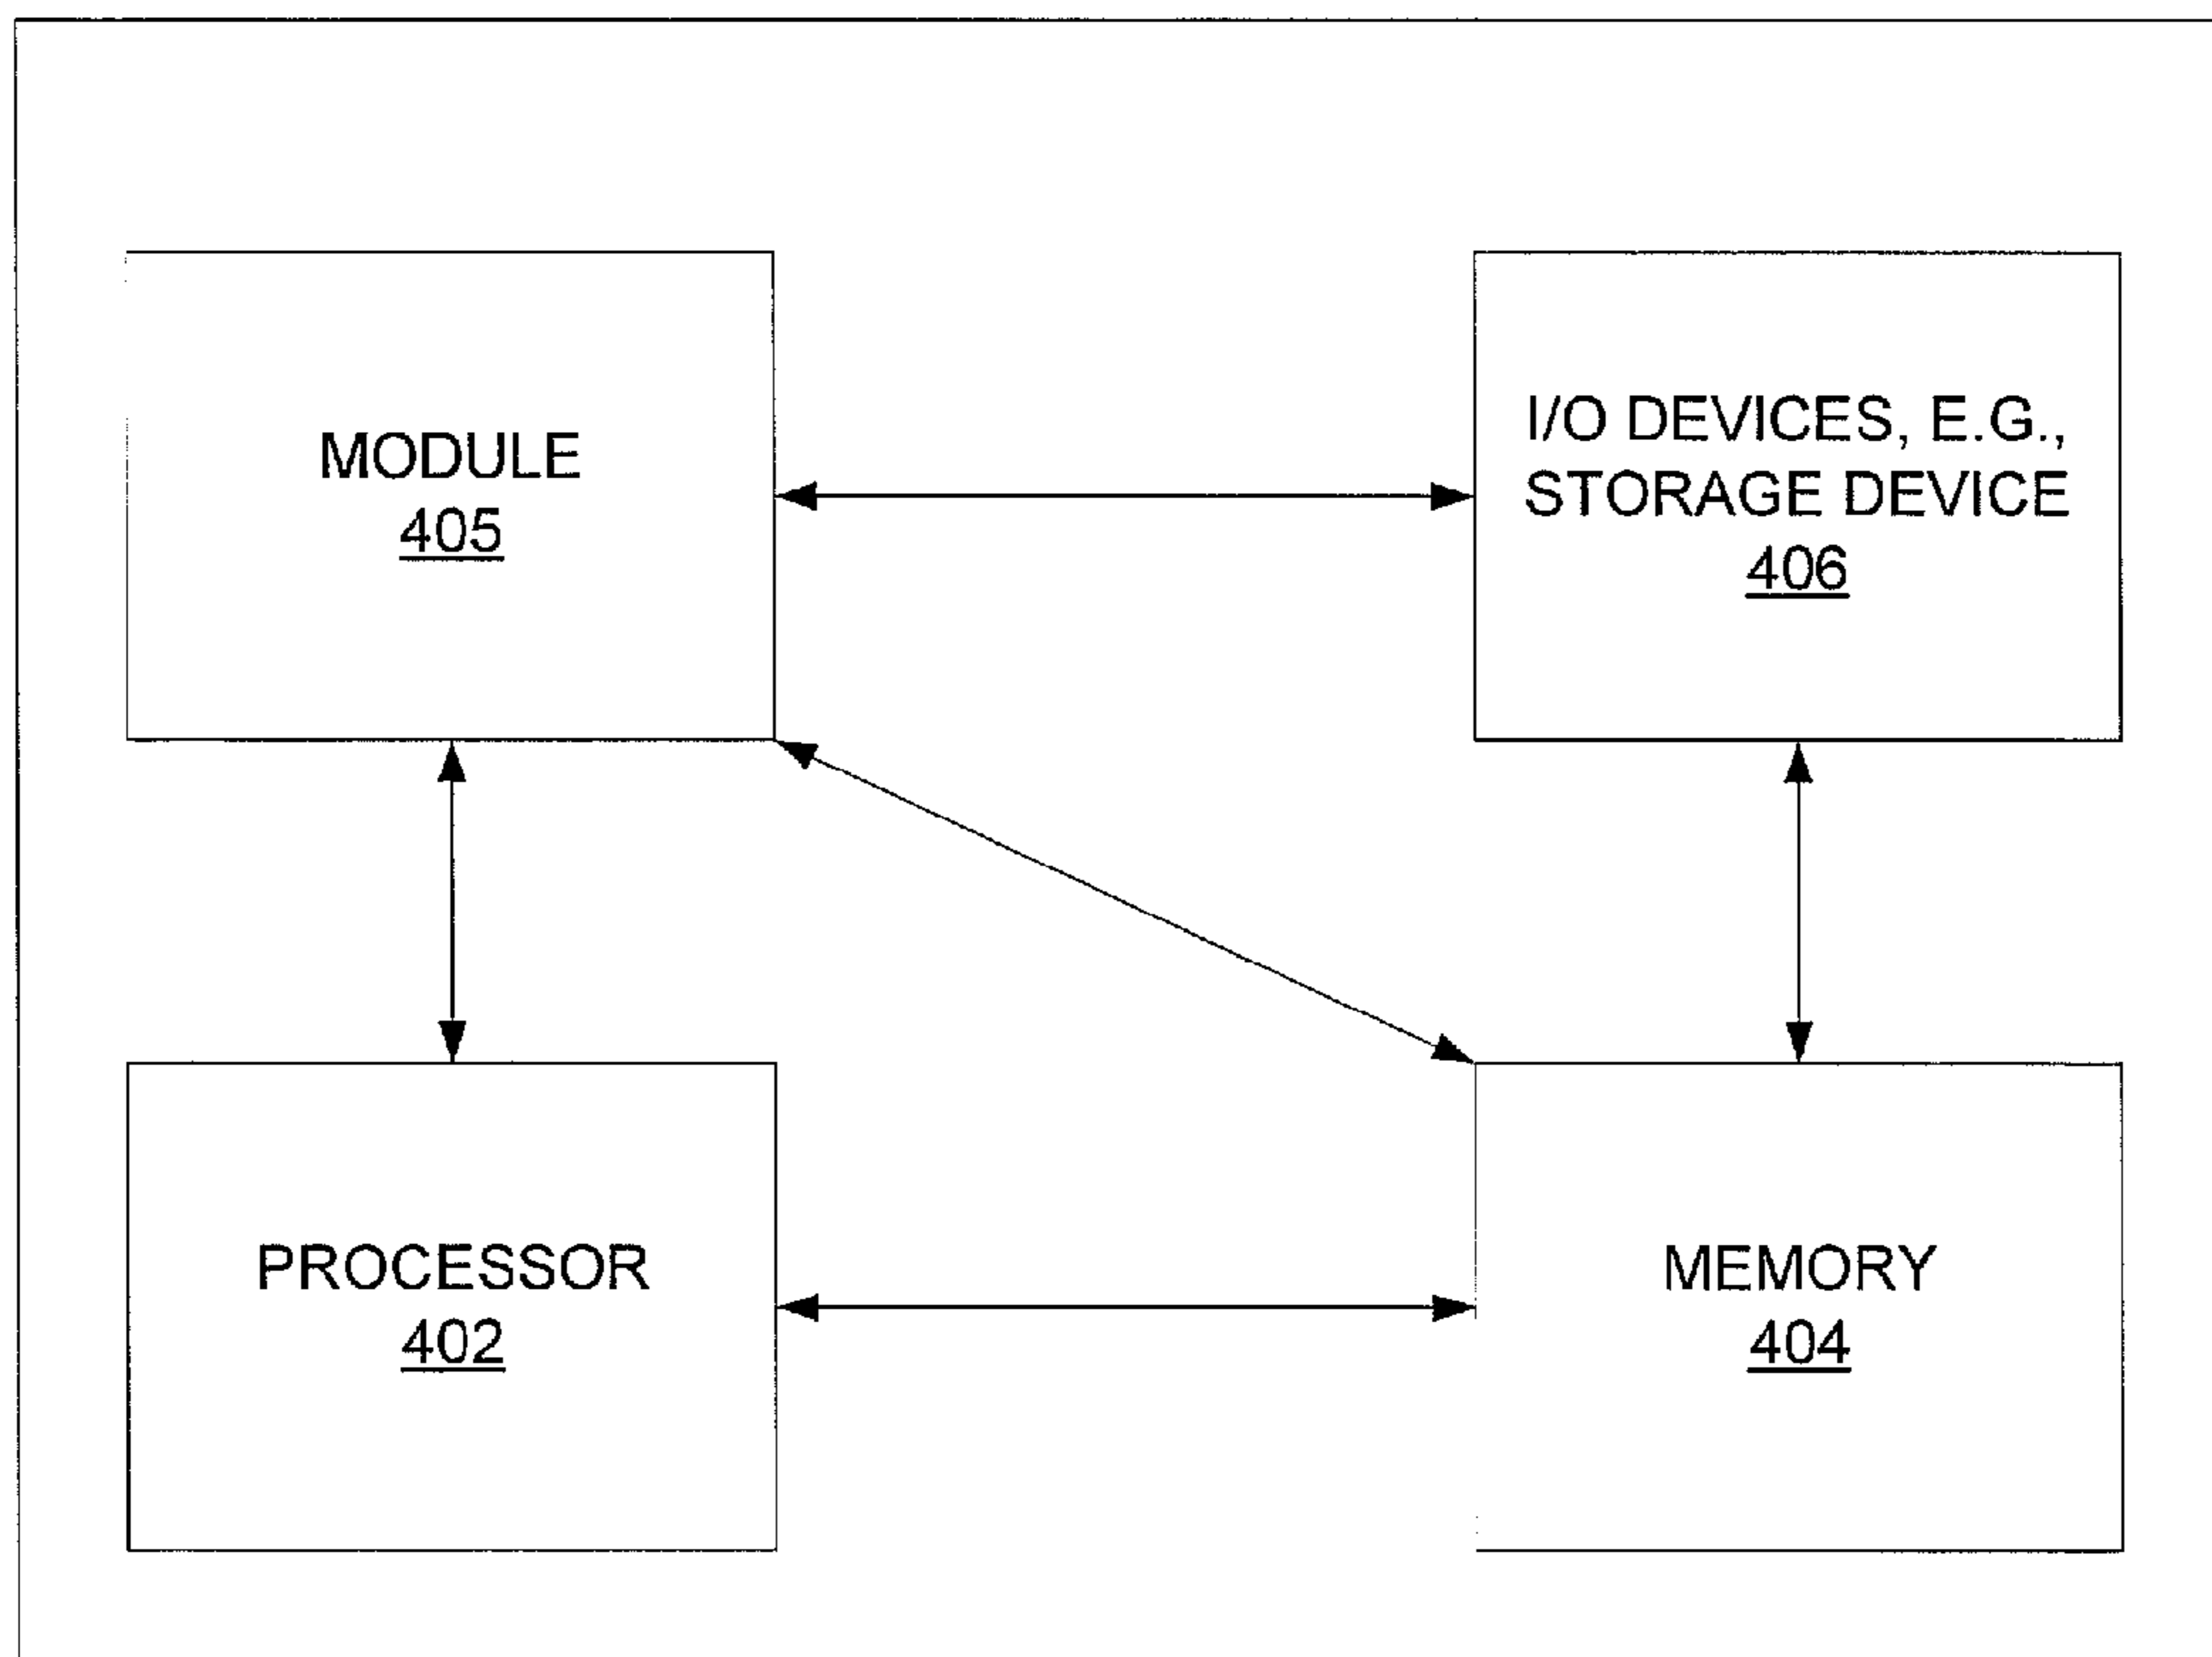 MODULE
405
I/O DEVICES, E.G.,
STORAGE DEVICE
406
PROCESSOR
402
MEMORY
404